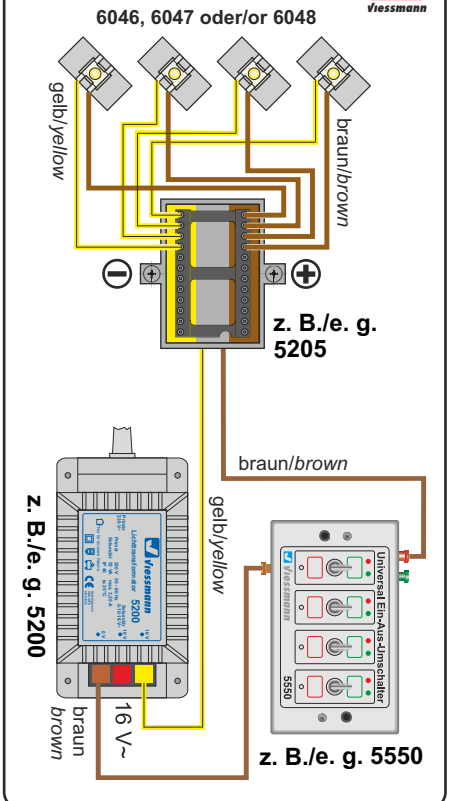 viessmann
6046, 6047 oder/or 6048
gelb/yellow
braun/brown
z. B./e. g.
5205
braun/brown
gelb/yellow
z. B./e. g. 5200
viessmann
Lichttransformator 5200
16 V~
braun
brown
Universal Ein-Aus-Umschalter
viessmann
5550
z. B./e. g. 5550